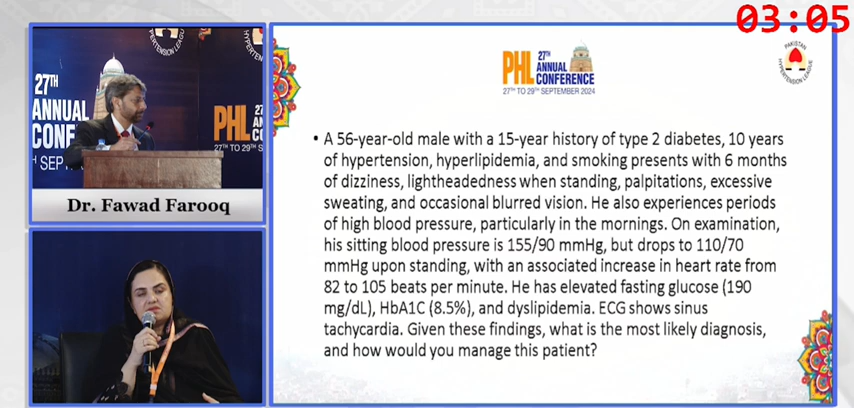 03:05
27TH
ANNUAL
CONFE
H SEP
PHL
27 TO 29TH
Dr. Fawad Farooq
PHL
27TH
ANNUAL
CONFERENCE
27TH TO 29TH SEPTEMBER 2024
PAKISTAN
HYPERTENSION LEAGUE
• A 56-year-old male with a 15-year history of type 2 diabetes, 10 years
of hypertension, hyperlipidemia, and smoking presents with 6 months
of dizziness, lightheadedness when standing, palpitations, excessive
sweating, and occasional blurred vision. He also experiences periods
of high blood pressure, particularly in the mornings. On examination,
his sitting blood pressure is 155/90 mmHg, but drops to 110/70
mmHg upon standing, with an associated increase in heart rate from
82 to 105 beats per minute. He has elevated fasting glucose (190
mg/dL), HbA1C (8.5%), and dyslipidemia. ECG shows sinus
tachycardia. Given these findings, what is the most likely diagnosis,
and how would you manage this patient?